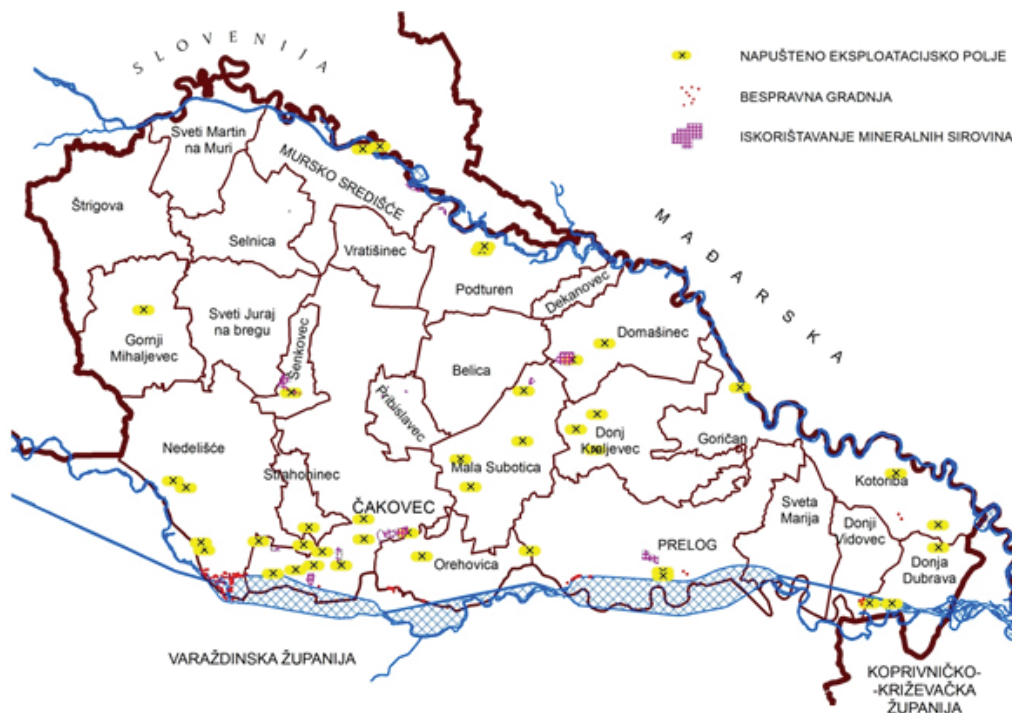 SLOVENIJA
NAPUŠTENO EKSPLOATACIJSKO POLJE
BESPRAVNA GRADNJA
ISKORIŠTAVANJE MINERALNIH SIROVINA
Sveti Martin
na Muri
MURSKO SREDIŠĆE
Štrigova
Selnica
Vratišinec
MAĐARSKA
Podturen
Dekanovec
Gornji
Mihaljevec
Sveti Juraj
na bregu
Šenkovec
Domašinec
Belica
Pribislavec
Nedelišće
Donj
Kraljevec
Goričan
Strahoninec
Mala Subotica
Kotoriba
ČAKOVEC
Sveta
Marija
Donji
Vidovec
Orehovica
PRELOG
Donja
Dubrava
VARAŽDINSKA ŽUPANIJA
KOPRIVNIČKO-
-KRIŽEVAČKA
ŽUPANIJA